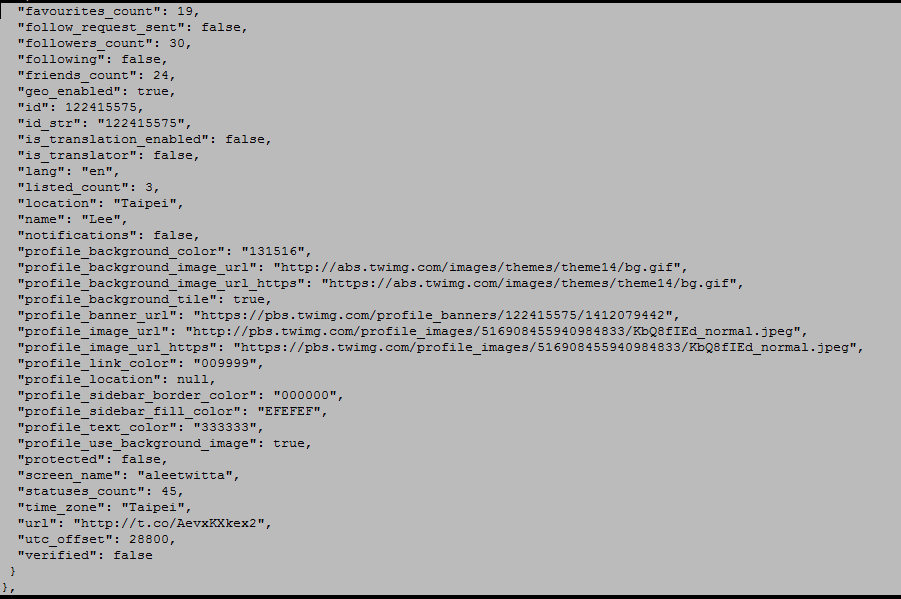 "favourites_count": 19,
"follow_request_sent": false,
"followers_count": 30,
"following": false,
"friends_count": 24,
"geo_enabled": true,
"id": 122415575,
"id_str": "122415575",
"is_translation_enabled": false,
"is_translator": false,
"lang": "en",
"listed_count": 3,
"location": "Taipei",
"name": "Lee",
"notifications": false,
"profile_background_color": "131516",
"profile_background_image_url": "http://abs.twimg.com/images/themes/theme14/bg.gif",
"profile_background_image_url_https": "https://abs.twimg.com/images/themes/theme14/bg.gif",
"profile_background_tile": true,
"profile_banner_url": "https://pbs.twimg.com/profile_banners/122415575/1412079442",
"profile_image_url": "http://pbs.twimg.com/profile_images/516908455940984833/KbQ8fIEd_normal.jpeg",
"profile_image_url_https": "https://pbs.twimg.com/profile_images/516908455940984833/KbQ8fIEd_normal.jpeg",
"profile_link_color": "009999",
"profile_location": null,
"profile_sidebar_border_color": "000000",
"profile_sidebar_fill_color": "EFEFEF",
"profile_text_color": "333333",
"profile_use_background_image": true,
"protected": false,
"screen_name": "aleetwitta",
"statuses_count": 45,
"time_zone": "Taipei",
"url": "http://t.co/AevxKXkex2",
"utc_offset": 28800,
"verified": false
}
},